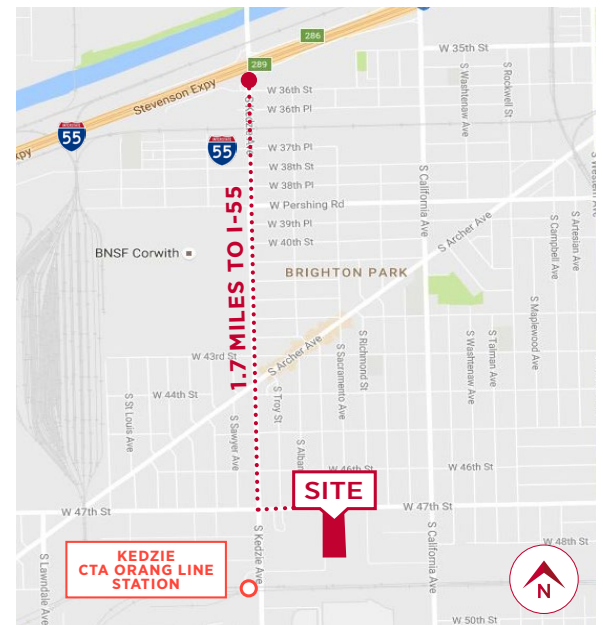 286
W 35th St
289
Stevenson Expy
W 36th St
W 36th Pl
S Washtenaw Ave
S Rockwell St
55
55
xpy
W 37th Pl
W 38th St
W 38th Pl
S California Ave
W Pershing Rd
W 39th Pl
W 40th St
S Archer Ave
S Campbell Ave
S Artesian Ave
BNSF Corwith
BRIGHTON PARK
1.7 MILES TO I-55
S Maplewood Ave
W 43rd St
S Archer Ave
S Sacramento Ave
S Richmond St
S Washtenaw Ave
S Talman Ave
W 44th St
S Troy St
S St Louis Ave
S Sawyer Ave
W 46th St
W 46th St
SITE
W 47th St
W 47th St
S Kedzie Ave
S California Ave
W 48th St
S Lawndale Ave
KEDZIE
CTA ORANG LINE
STATION
N
W 50th St